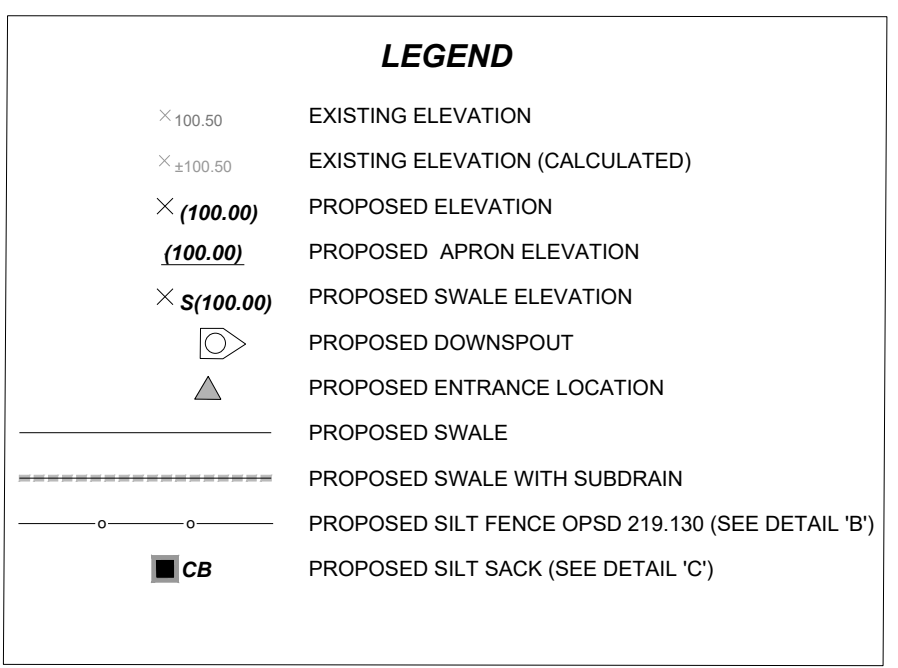 LEGEND
100.50 EXISTING ELEVATION
±100.50 EXISTING ELEVATION (CALCULATED)
(100.00) PROPOSED ELEVATION
(100.00) PROPOSED APRON ELEVATION
S(100.00) PROPOSED SWALE ELEVATION
PROPOSED DOWNSPOUT
PROPOSED ENTRANCE LOCATION
PROPOSED SWALE
PROPOSED SWALE WITH SUBDRAIN
o o PROPOSED SILT FENCE OPSD 219.130 (SEE DETAIL 'B')
CB PROPOSED SILT SACK (SEE DETAIL 'C')